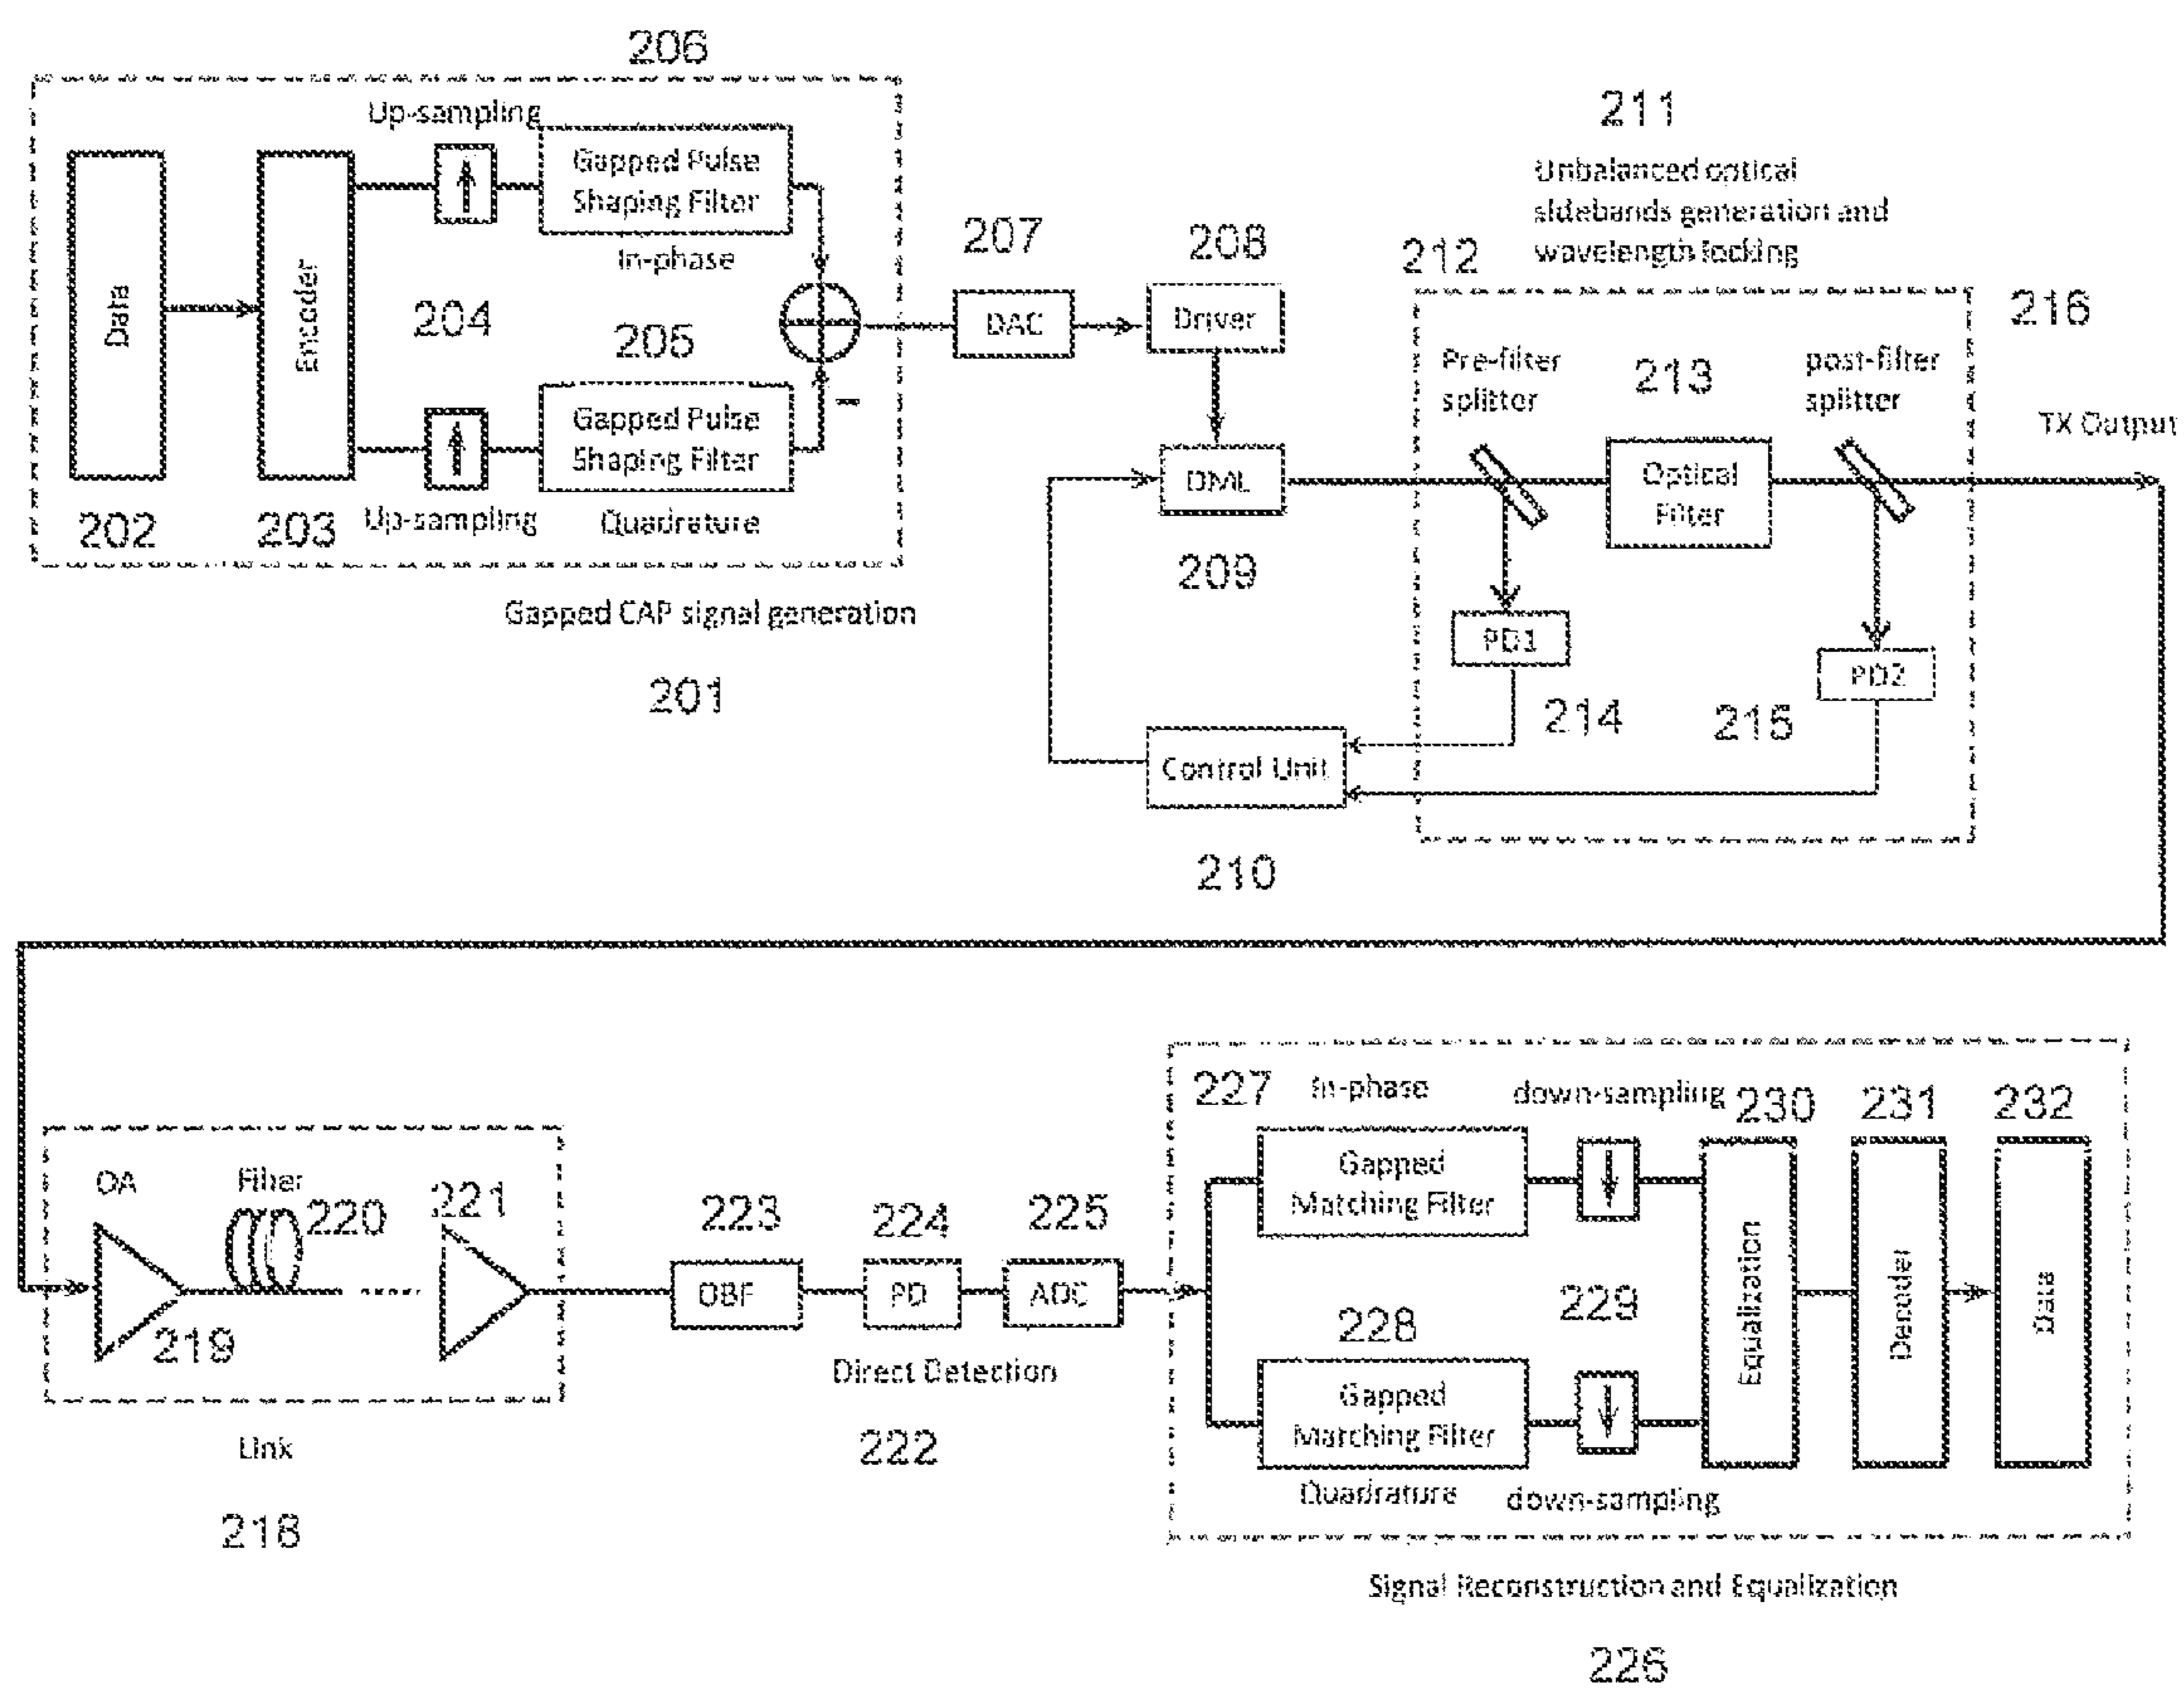 206
Up-sampling
Gapped Pulse
Shaping Filter
In-phase
Data
Encoder
204
205
Gapped Pulse
Shaping Filter
Quadrature
Up-sampling
202
203
-
Gapped CAP signal generation
201
207
DAC
208
Driver
DML
209
Control Unit
210
211
Unbalanced optical
sidebands generation and
wavelength locking
212
Pre-filter
splitter
213
Optical
Filter
post-filter
splitter
PD1
214
PD2
215
216
TX Output
OA
219
Fiber
220
221
Link
218
223
OBF
224
PD
225
ADC
Direct Detection
222
227
In-phase
down-sampling
230
231
232
Gapped
Matching Filter
228
229
Gapped
Matching Filter
Quadrature
down-sampling
Equalization
Decoder
Data
Signal Reconstruction and Equalization
226